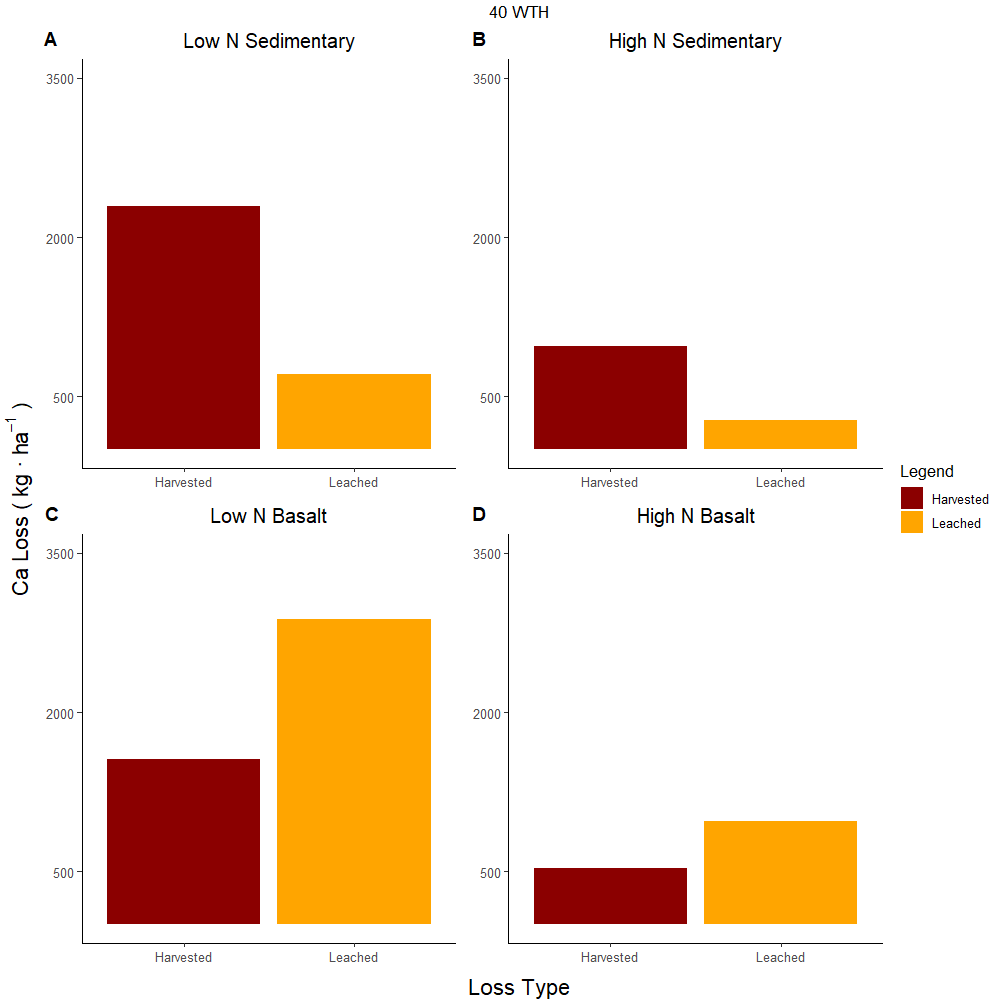 40 WTH
A Low N Sedimentary
3500
2000
500
Harvested Leached
B High N Sedimentary
3500
2000
500
Harvested Leached
Ca Loss ( kg · ha⁻¹ )
C Low N Basalt
3500
2000
500
Harvested Leached
D High N Basalt
3500
2000
500
Harvested Leached
Loss Type
Legend
Harvested
Leached